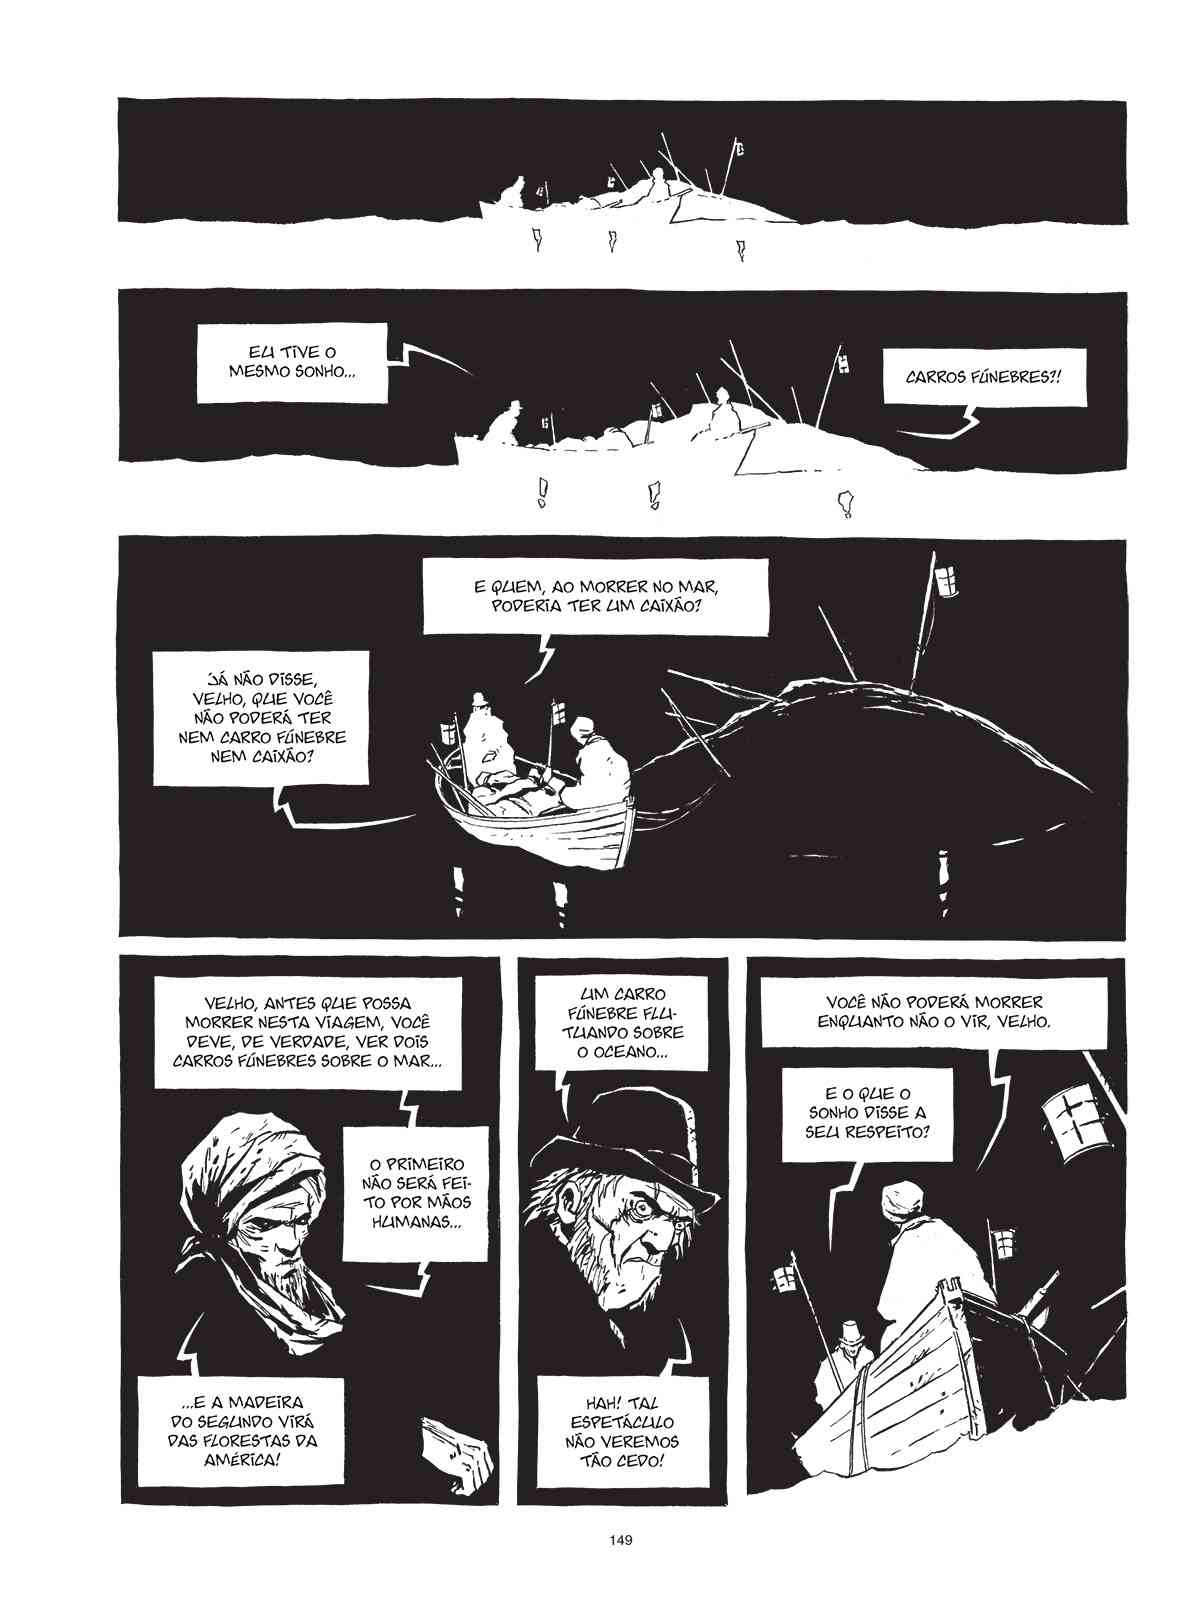 EU TIVE O
MESMO SONHO...
CARROS FÚNEBRES?!
E QUEM, AO MORRER NO MAR,
PODERIA TER UM CAIXÃO?
JÁ NÃO DISSE,
VELHO, QUE VOCÊ
NÃO PODERÁ TER
NEM CARRO FÚNEBRE
NEM CAIXÃO?
VELHO, ANTES QUE POSSA
MORRER NESTA VIAGEM, VOCÊ
DEVE, DE VERDADE, VER DOIS
CARROS FÚNEBRES SOBRE O MAR...
O PRIMEIRO
NÃO SERÁ FEI-
TO POR MÃOS
HUMANAS...
...E A MADEIRA
DO SEGUNDO VIRÁ
DAS FLORESTAS DA
AMÉRICA!
UM CARRO
FÚNEBRE FLU-
TUANDO SOBRE
O OCEANO...
HAH! TAL
ESPETÁCULO
NÃO VEREMOS
TÃO CEDO!
VOCÊ NÃO PODERÁ MORRER
ENQUANTO NÃO O VIR, VELHO.
E O QUE O
SONHO DISSE A
SEU RESPEITO?
149